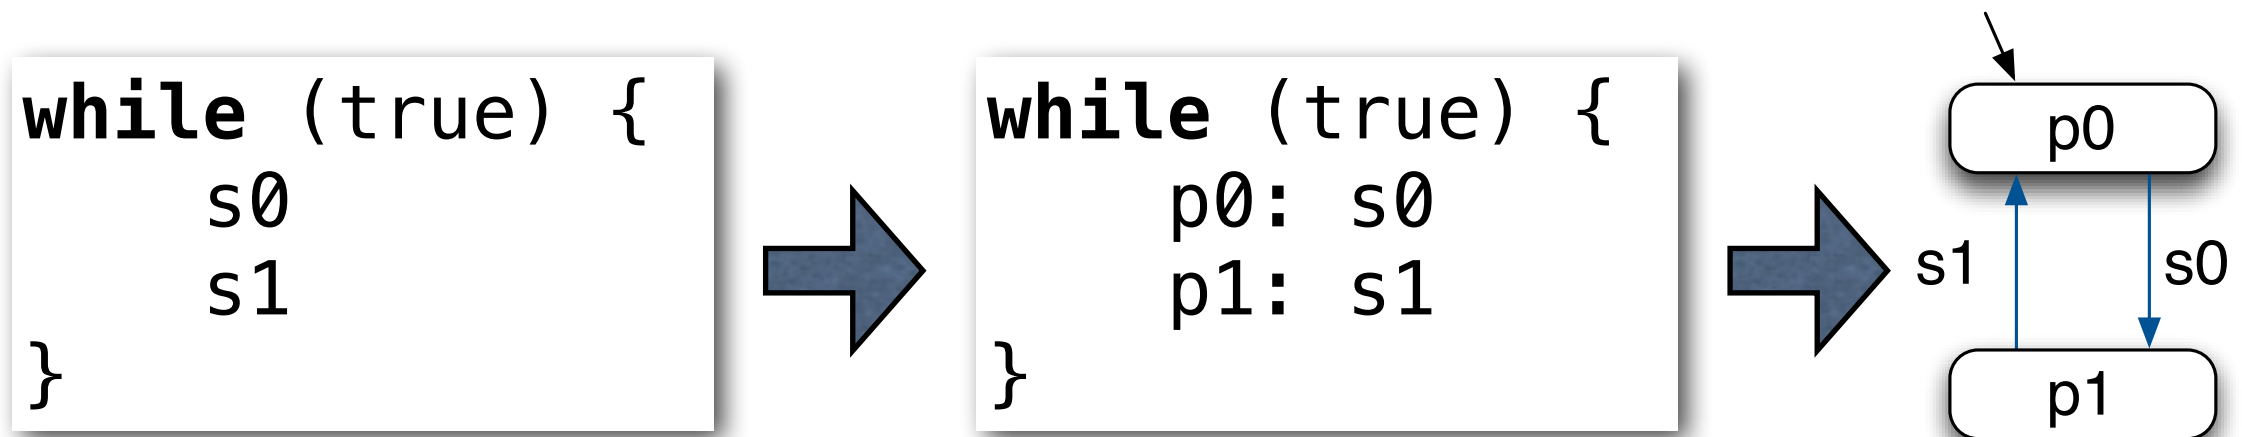 while (true) {
    s0
    s1
}
while (true) {
    p0: s0
    p1: s1
}
p0
s1
s0
p1